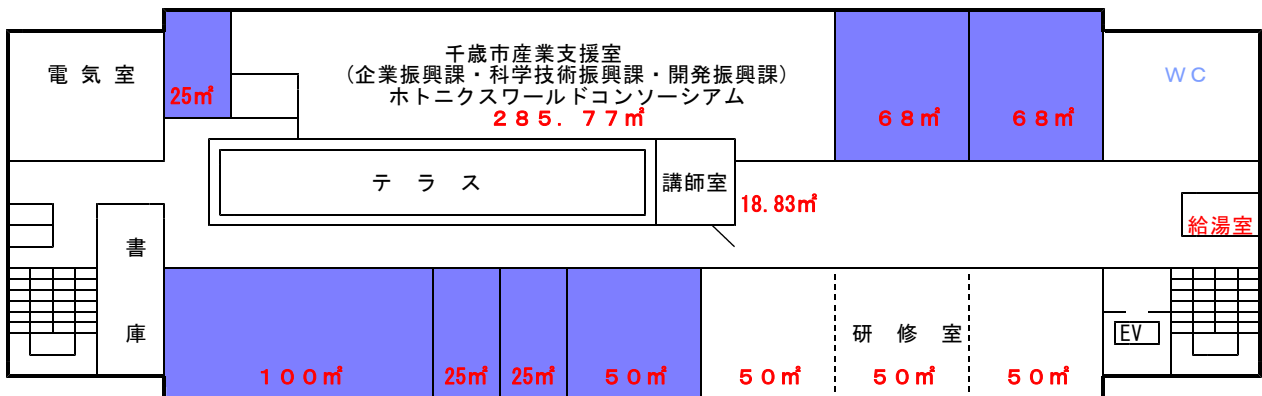 千歳市産業支援室
(企業振興課・科学技術振興課・開発振興課)
ホトニクスワールドコンソーシアム
285.77㎡
電気室
25㎡
68㎡
68㎡
WC
テラス
講師室
18.83㎡
給湯室
書庫
100㎡
25㎡
25㎡
50㎡
50㎡
研修室
50㎡
50㎡
EV